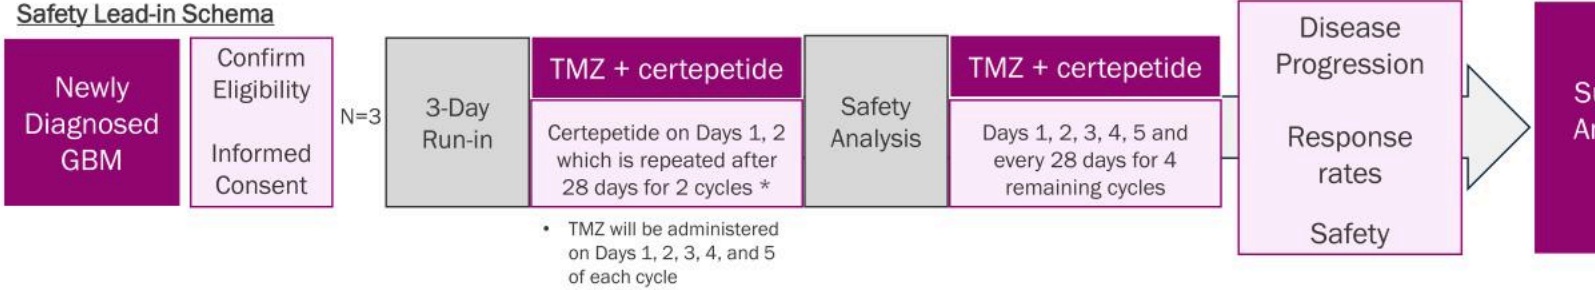 Safety Lead-in Schema
Newly
Diagnosed
GBM
Confirm
Eligibility
Informed
Consent
N=3
3-Day
Run-in
TMZ + certepetide
Certepetide on Days 1, 2
which is repeated after
28 days for 2 cycles *
• TMZ will be administered
on Days 1, 2, 3, 4, and 5
of each cycle
Safety
Analysis
TMZ + certepetide
Days 1, 2, 3, 4, 5 and
every 28 days for 4
remaining cycles
Disease
Progression
Response
rates
Safety